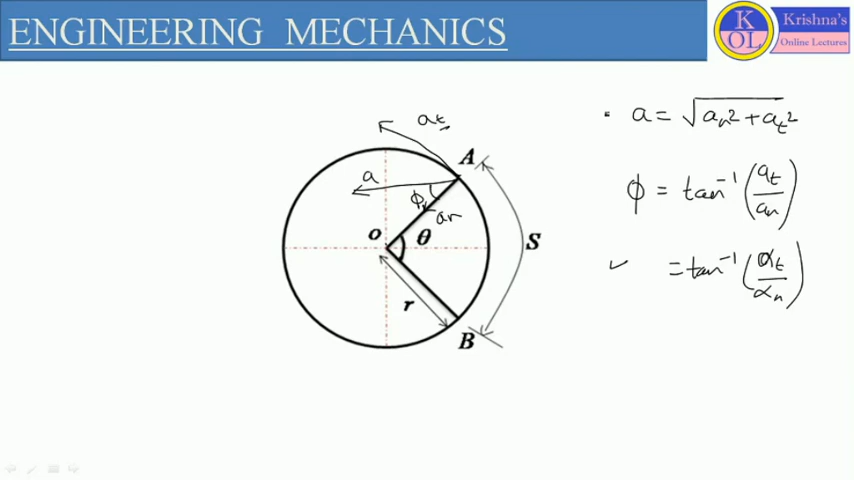 ENGINEERING MECHANICS
K
OL
Krishna's
Online Lectures
a = √(aₙ² + aₜ²)
aₜ
A
a
ϕ = tan⁻¹ (aₜ/aₙ)
ϕ
aₙ
o
θ
S
= tan⁻¹ (αₜ/αₙ)
r
B